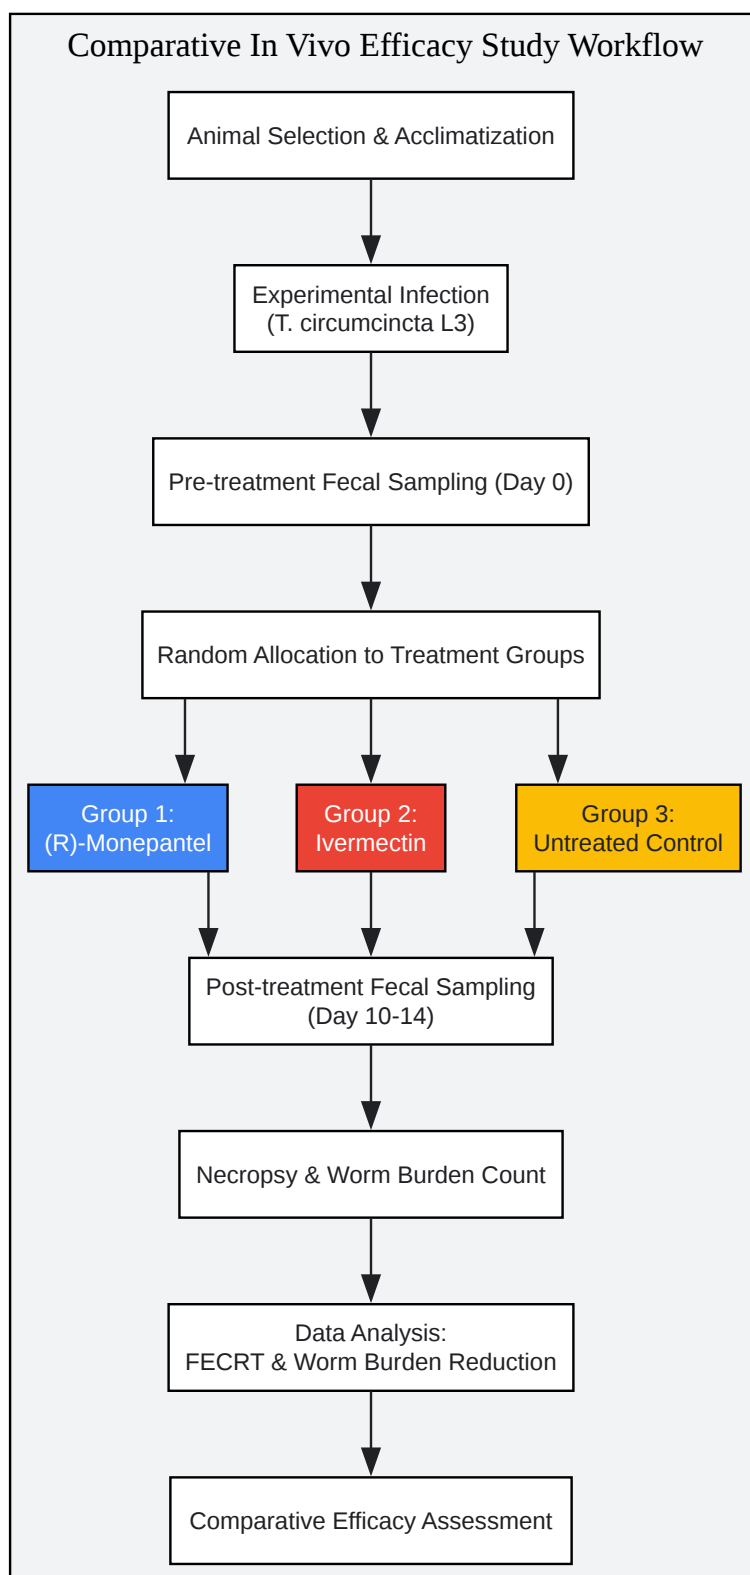 Comparative In Vivo Efficacy Study Workflow
Animal Selection & Acclimatization
Experimental Infection
(T. circumcincta L3)
Pre-treatment Fecal Sampling (Day 0)
Random Allocation to Treatment Groups
Group 1:
(R)-Monepantel
Group 2:
Ivermectin
Group 3:
Untreated Control
Post-treatment Fecal Sampling
(Day 10-14)
Necropsy & Worm Burden Count
Data Analysis:
FECRT & Worm Burden Reduction
Comparative Efficacy Assessment